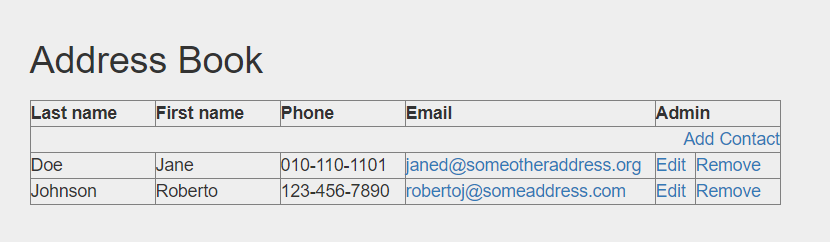 Address Book
Last name First name Phone Email Admin
Add Contact
Doe Jane 010-110-1101 janed@someotheraddress.org Edit Remove
Johnson Roberto 123-456-7890 robertoj@someaddress.com Edit Remove